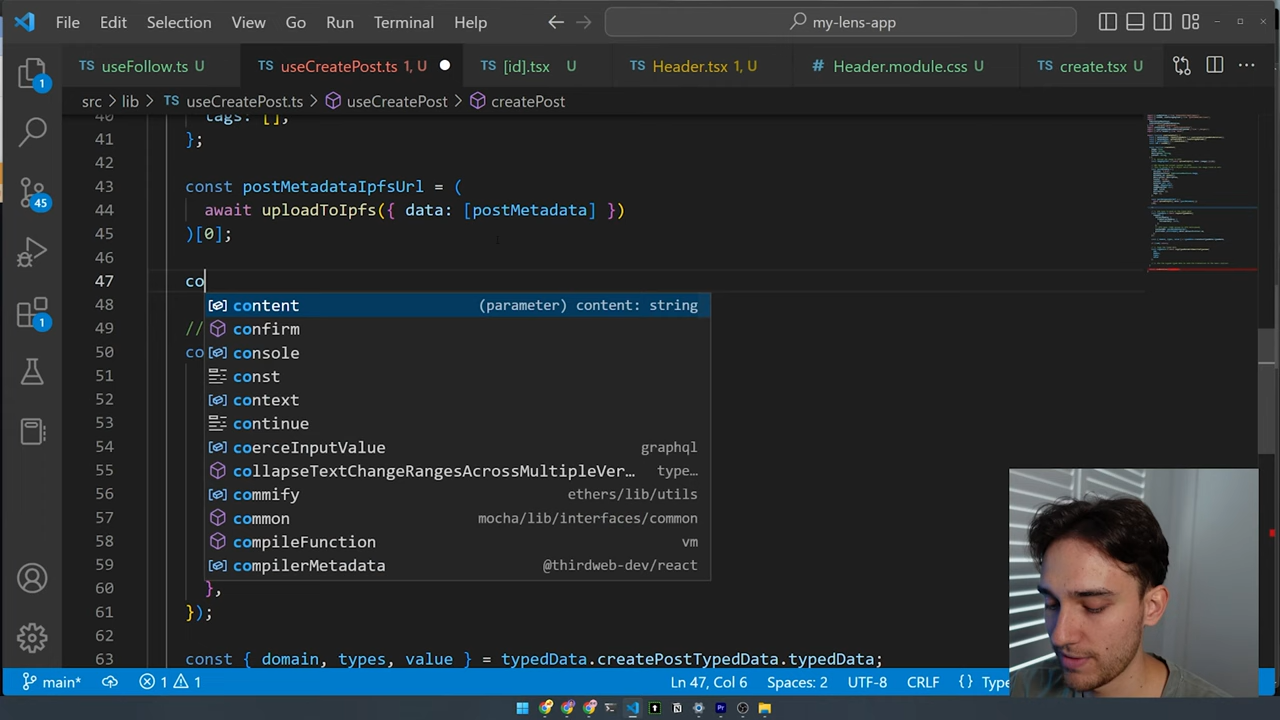 File Edit Selection View Go Run Terminal Help my-lens-app
TS useFollow.ts U TS useCreatePost.ts 1, U TS [id].tsx U TS Header.tsx 1, U # Header.module.css U TS create.tsx U
src > lib > TS useCreatePost.ts > useCreatePost > createPost
40 tags: [],
41 };
42
43 const postMetadataIpfsUrl = (
44 await uploadToIpfs({ data: [postMetadata] })
45 )[0];
46
47 co
48 content (parameter) content: string
49 // confirm
50 co console
51 const
52 context
53 continue
54 coerceInputValue graphql
55 collapseTextChangeRangesAcrossMultipleVer… type…
56 commify ethers/lib/utils
57 common mocha/lib/interfaces/common
58 compileFunction vm
59 compilerMetadata @thirdweb-dev/react
60 },
61 });
62
63 const { domain, types, value } = typedData.createPostTypedData.typedData;
1
45
1
main* 1 1 Ln 47, Col 6 Spaces: 2 UTF-8 CRLF {} Type